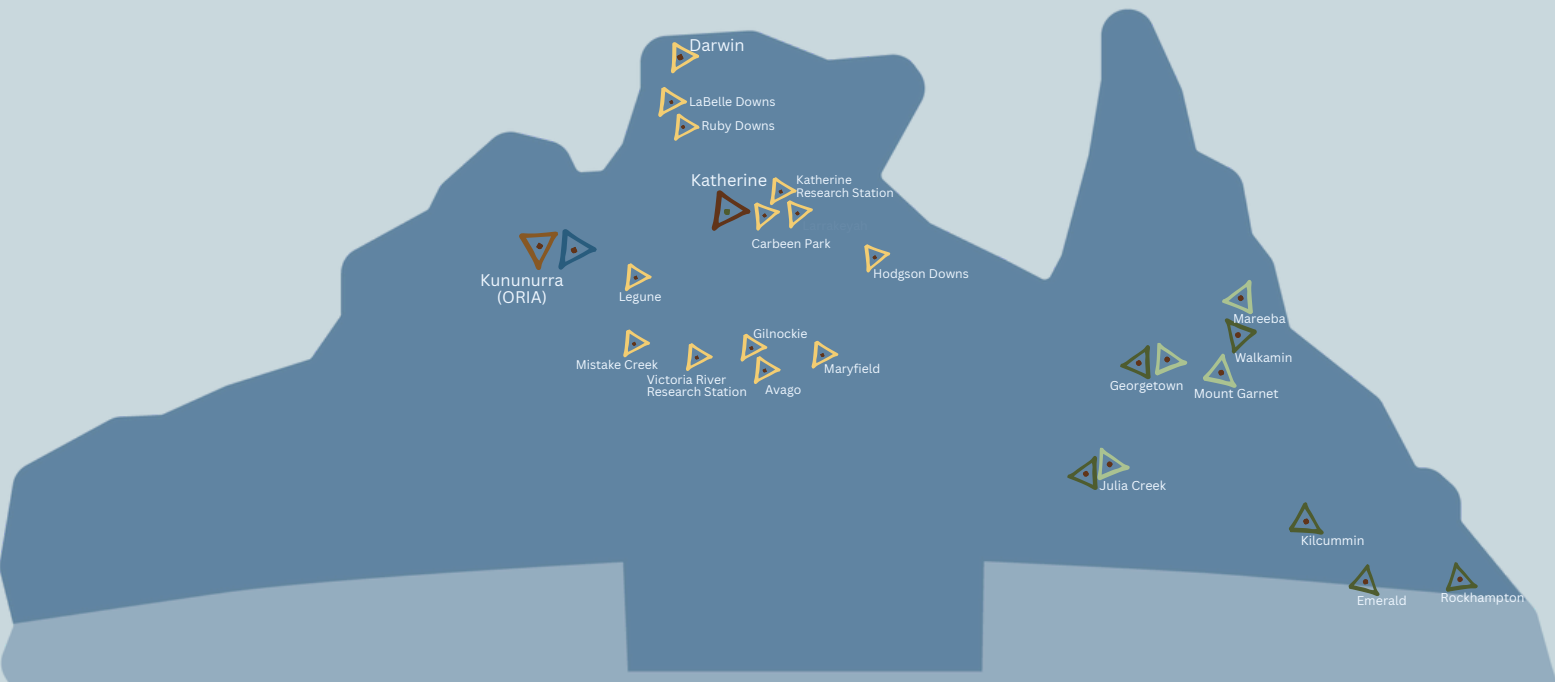 Darwin
LaBelle Downs
Ruby Downs
Katherine
Katherine
Research Station
Carbeen Park
Hodgson Downs
Kununurra
(ORIA)
Legune
Mareeba
Gilnockie
Walkamin
Mistake Creek
Maryfield
Victoria River
Research Station
Avago
Georgetown
Mount Garnet
Julia Creek
Kilcummin
Emerald
Rockhampton